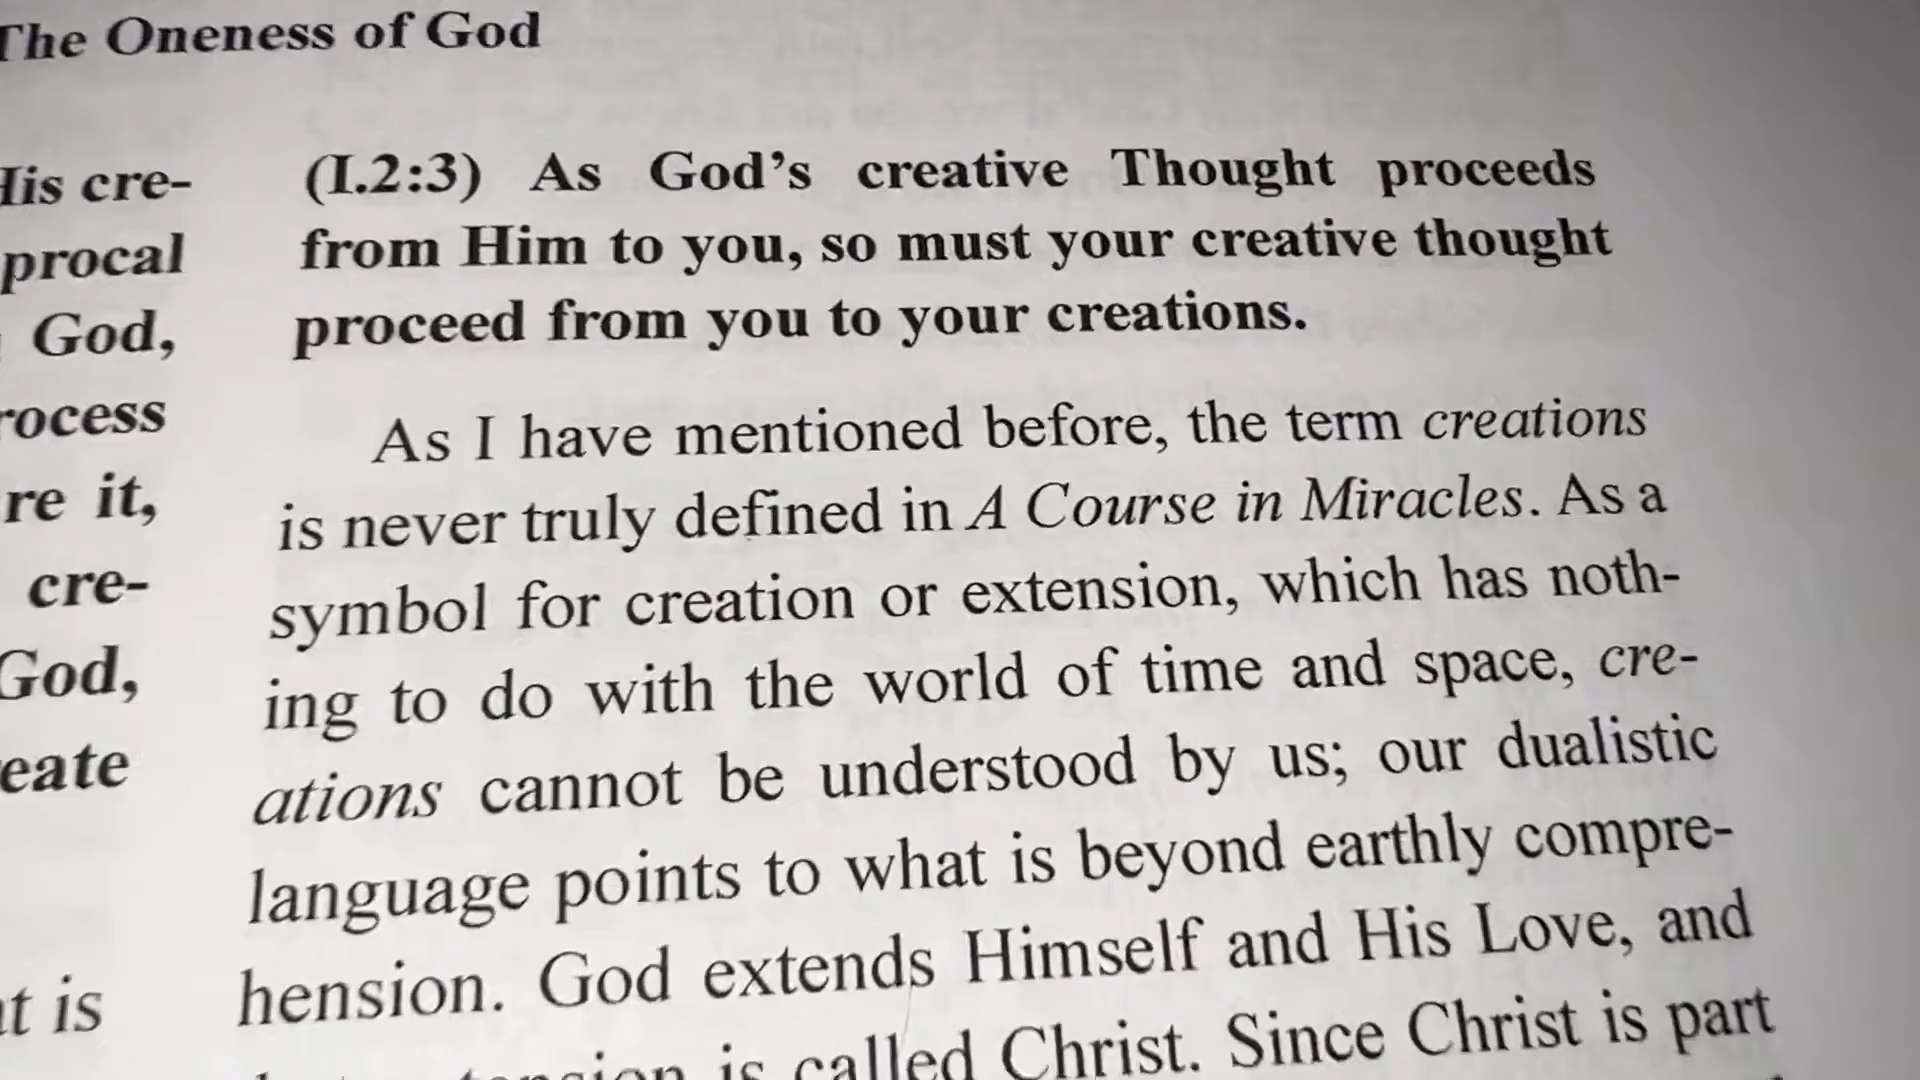 The Oneness of God
His cre-
procal
God,
rocess
re it,
cre-
God,
eate
t is
(I.2:3) As God's creative Thought proceeds
from Him to you, so must your creative thought
proceed from you to your creations.
As I have mentioned before, the term creations
is never truly defined in A Course in Miracles. As a
symbol for creation or extension, which has noth-
ing to do with the world of time and space, cre-
ations cannot be understood by us; our dualistic
language points to what is beyond earthly compre-
hension. God extends Himself and His Love, and
is called Christ. Since Christ is part